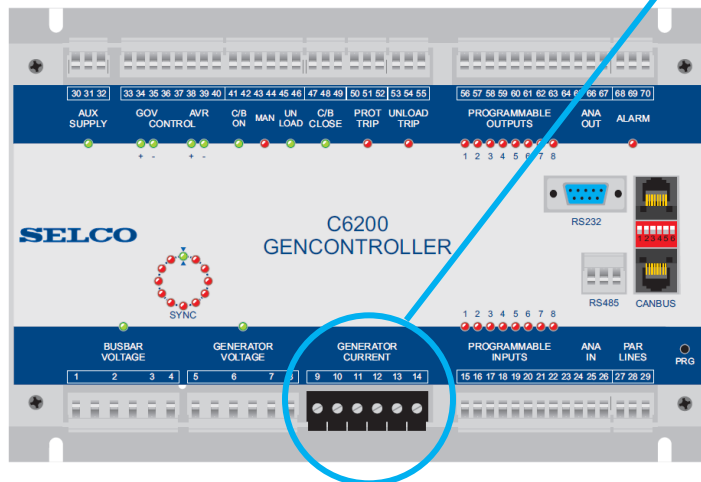 30 31 32 33 34 35 36 37 38 39 40 41 42 43 44 45 46 47 48 49 50 51 52 53 54 55 56 57 58 59 60 61 62 63 64 65 66 67 68 69 70
AUX GOV AVR C/B MAN UN C/B PROT UNLOAD PROGRAMMABLE ANA ALARM
SUPPLY CONTROL ON LOAD CLOSE TRIP TRIP OUTPUTS OUT
+ - + - 1 2 3 4 5 6 7 8
RS232
SELCO
C6200
GENCONTROLLER
1 2 3 4 5 6
SYNC
RS485 CANBUS
1 2 3 4 5 6 7 8
BUSBAR GENERATOR GENERATOR PROGRAMMABLE ANA PAR
VOLTAGE VOLTAGE CURRENT INPUTS IN LINES
PRG
1 2 3 4 5 6 7 8 9 10 11 12 13 14 15 16 17 18 19 20 21 22 23 24 25 26 27 28 29